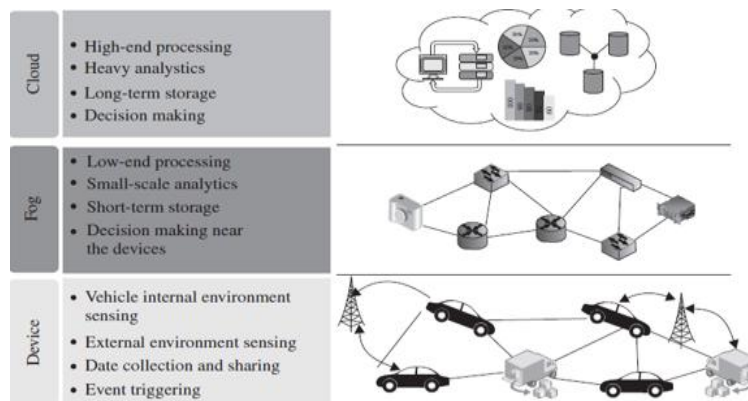 Cloud
• High-end processing
• Heavy analystics
• Long-term storage
• Decision making
Fog
• Low-end processing
• Small-scale analytics
• Short-term storage
• Decision making near
the devices
Device
• Vehicle internal environment
sensing
• External environment sensing
• Date collection and sharing
• Event triggering